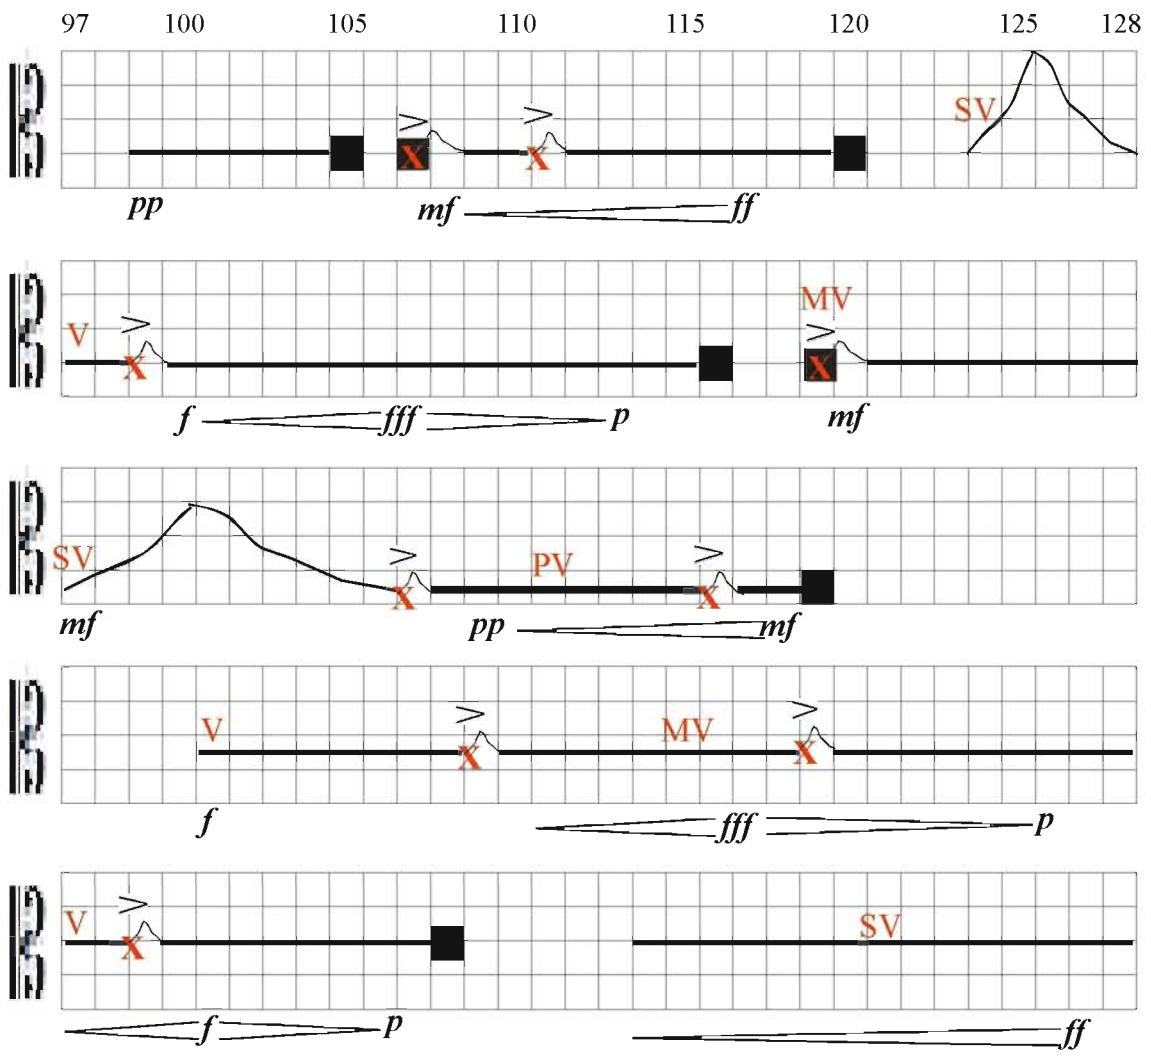 97 100 105 110 115 120 125 128
> > SV
X X
pp mf ff
MV
V > >
X X
f fff p mf
> >
SV PV
X X
mf pp mf
> >
V MV
X X
f fff p
>
V SV
X
f p ff